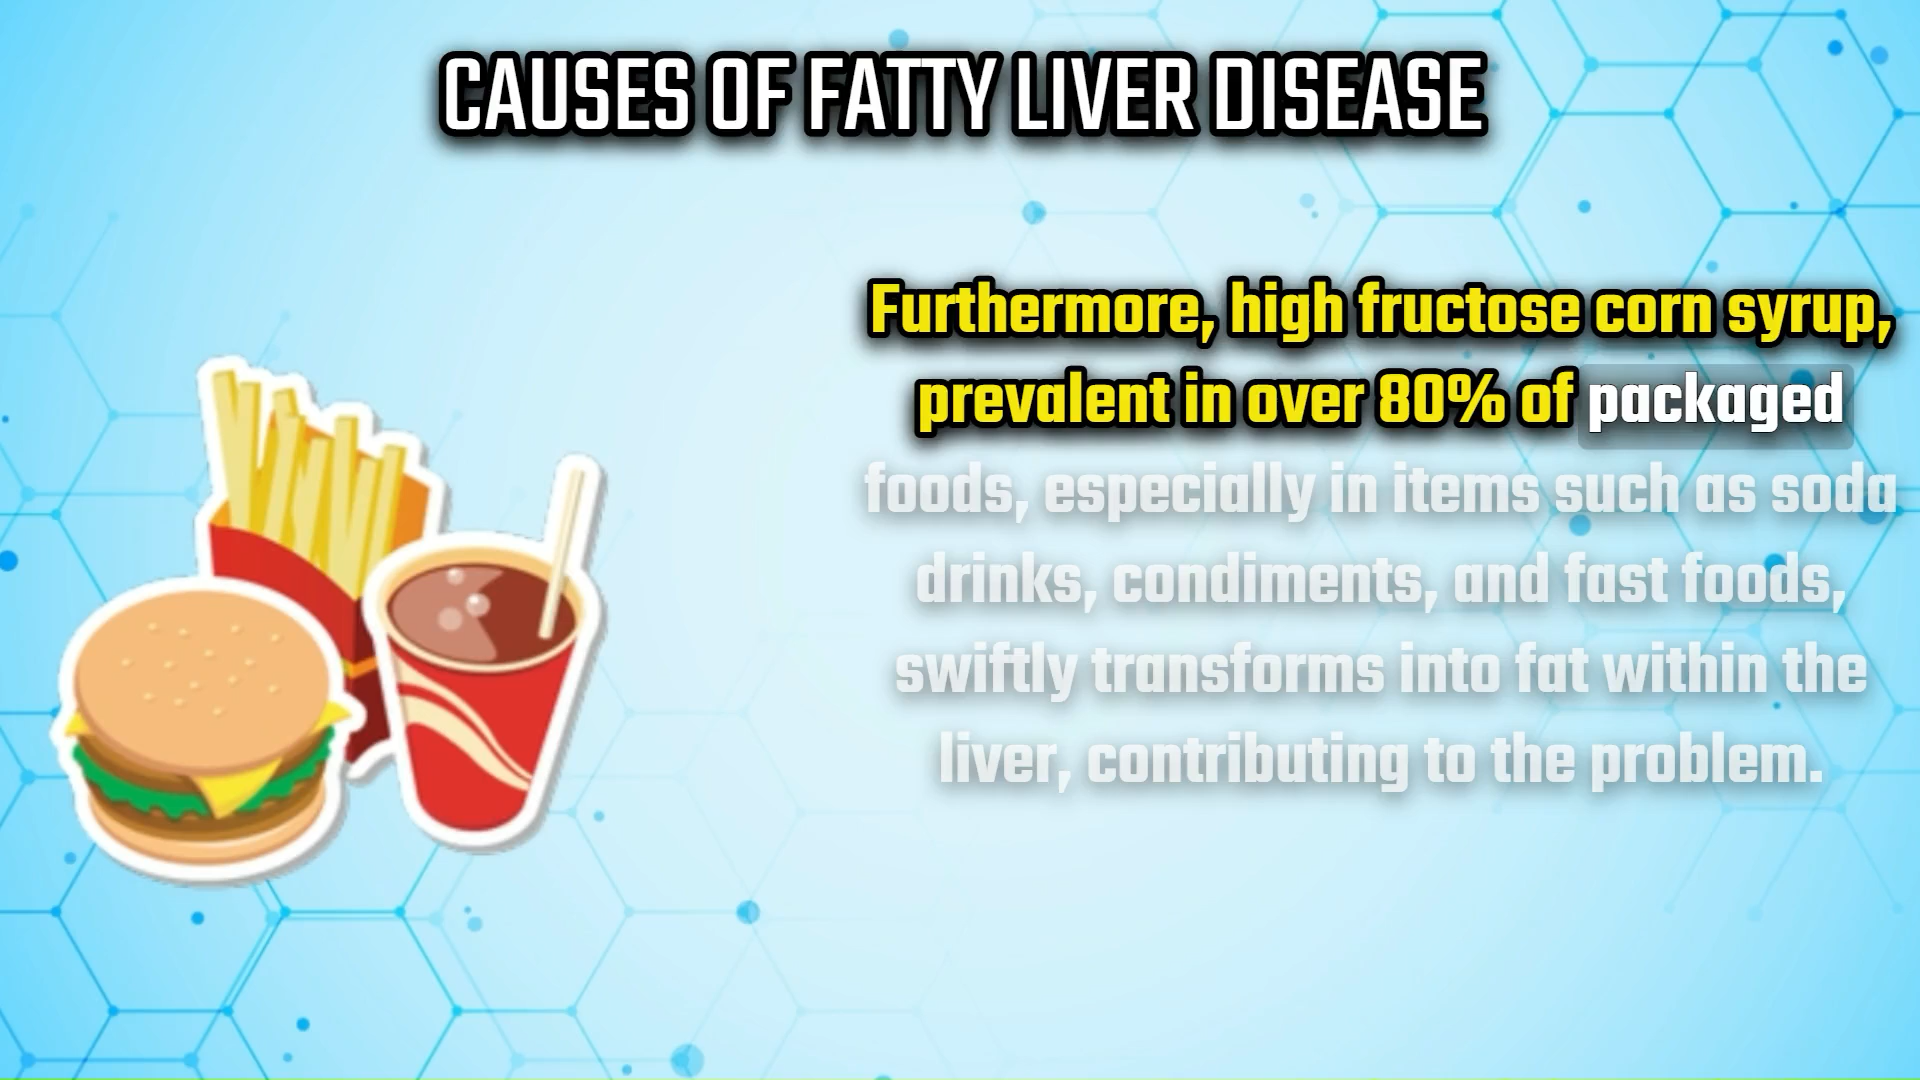 CAUSES OF FATTY LIVER DISEASE
Furthermore, high fructose corn syrup,
prevalent in over 80% of packaged
foods, especially in items such as soda
drinks, condiments, and fast foods,
swiftly transforms into fat within the
liver, contributing to the problem.